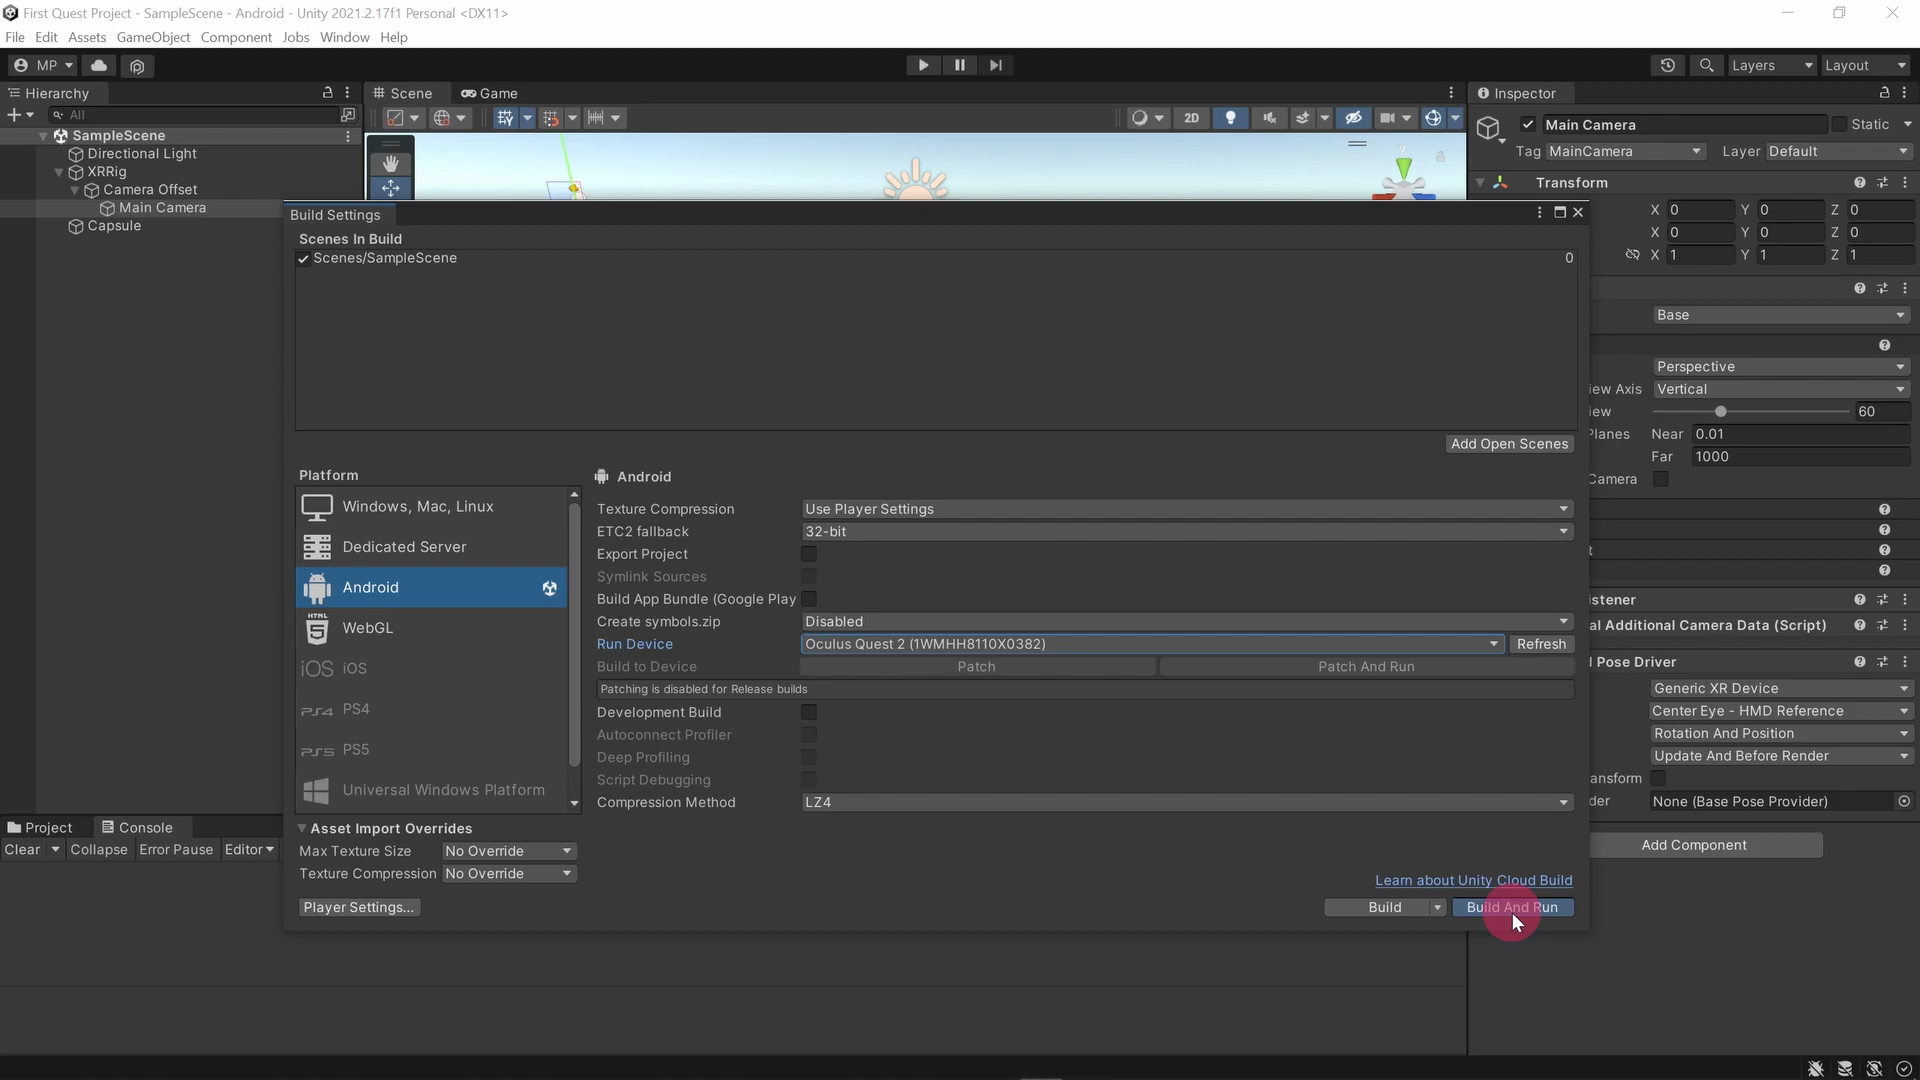 First Quest Project - SampleScene - Android - Unity 2021.2.17f1 Personal <DX11>
File Edit Assets GameObject Component Jobs Window Help
MP Layers Layout
Hierarchy Scene Game Inspector
All 2D Main Camera Static
SampleScene
Tag MainCamera Layer Default
Directional Light
XRRig
Transform
Camera Offset
Main Camera
X 0 Y 0 Z 0
Capsule
X 0 Y 0 Z 0
X 1 Y 1 Z 1
Build Settings
Scenes In Build
Scenes/SampleScene 0
Add Open Scenes
Platform
Windows, Mac, Linux
Dedicated Server
Android
HTML
WebGL
iOS iOS
PS4 PS4
PS5 PS5
Universal Windows Platform
Android
Texture Compression Use Player Settings
ETC2 fallback 32-bit
Export Project
Symlink Sources
Build App Bundle (Google Play
Create symbols.zip Disabled
Run Device Oculus Quest 2 (1WMHH8110X0382) Refresh
Build to Device Patch Patch And Run
Patching is disabled for Release builds
Development Build
Autoconnect Profiler
Deep Profiling
Script Debugging
Compression Method LZ4
Asset Import Overrides
Max Texture Size No Override
Texture Compression No Override
Player Settings...
Learn about Unity Cloud Build
Build Build And Run
Base
Perspective
iew Axis Vertical
iew 60
Planes Near 0.01
Far 1000
Camera
t
istener
al Additional Camera Data (Script)
l Pose Driver
Generic XR Device
Center Eye - HMD Reference
Rotation And Position
Update And Before Render
ansform
der None (Base Pose Provider)
Add Component
Project Console
Clear Collapse Error Pause Editor